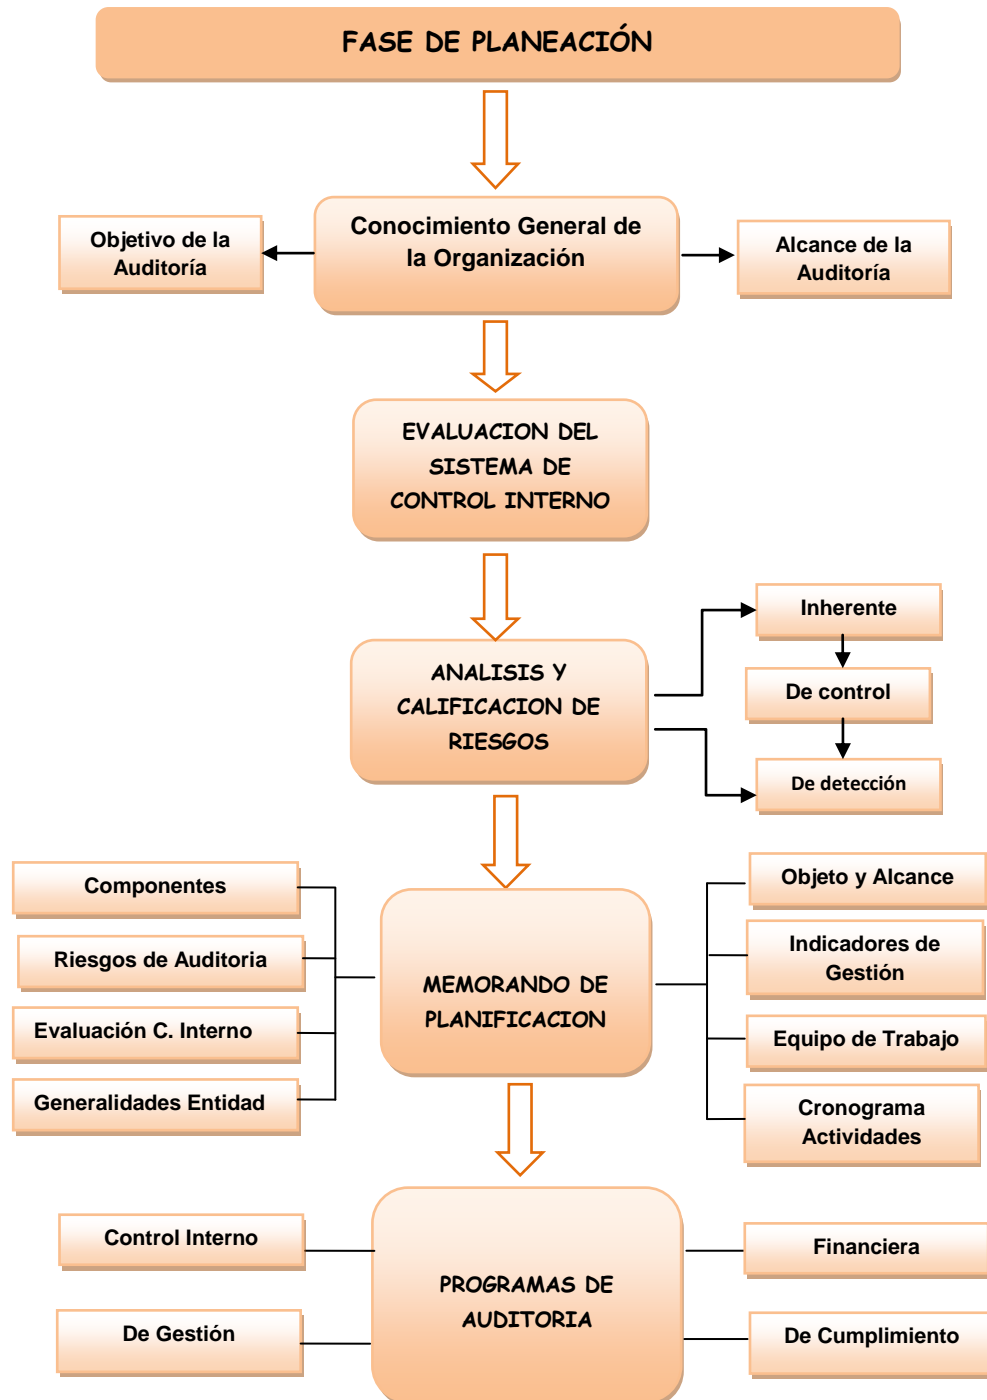 FASE DE PLANEACIÓN
Conocimiento General de
la Organización
Objetivo de la
Auditoría
Alcance de la
Auditoría
EVALUACION DEL
SISTEMA DE
CONTROL INTERNO
ANALISIS Y
CALIFICACION DE
RIESGOS
Inherente
De control
De detección
MEMORANDO DE
PLANIFICACION
Componentes
Riesgos de Auditoria
Evaluación C. Interno
Generalidades Entidad
Objeto y Alcance
Indicadores de
Gestión
Equipo de Trabajo
Cronograma
Actividades
PROGRAMAS DE
AUDITORIA
Control Interno
De Gestión
Financiera
De Cumplimiento